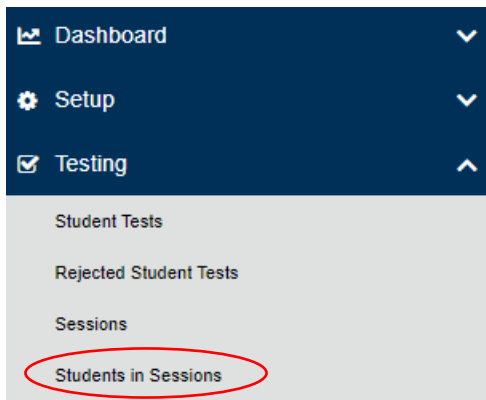 Dashboard
Setup
Testing
Student Tests
Rejected Student Tests
Sessions
Students in Sessions